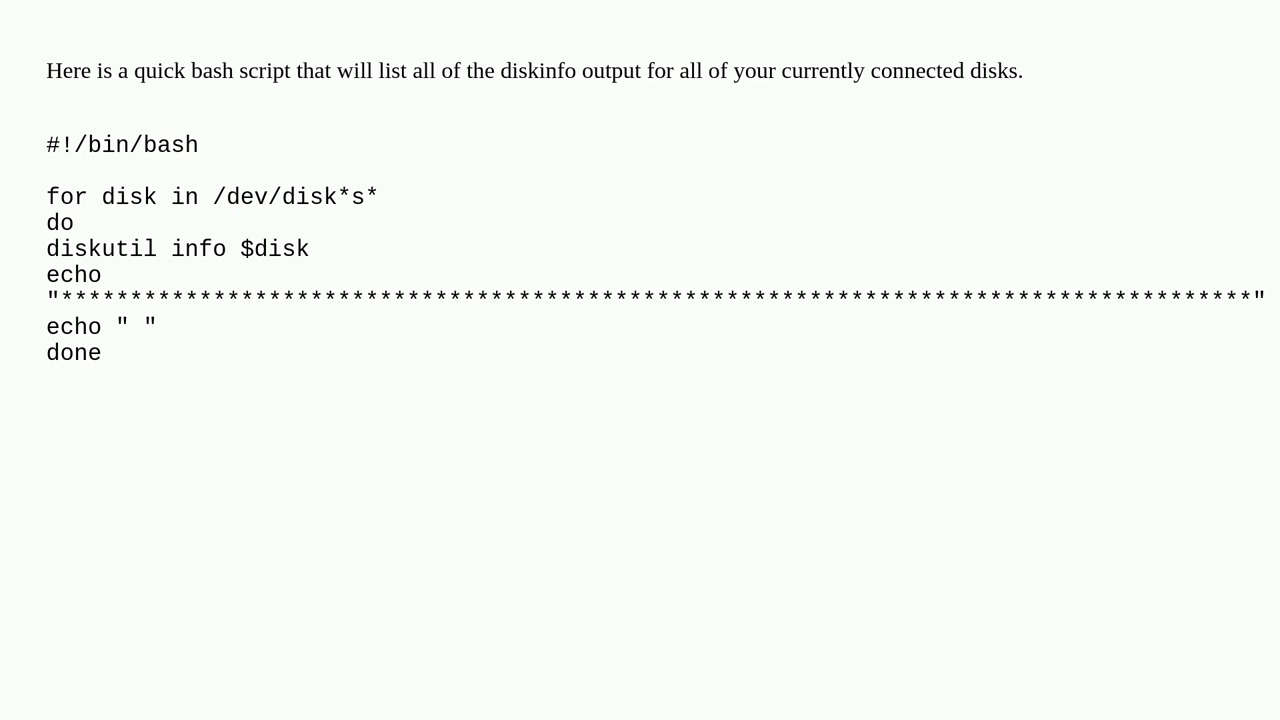 Here is a quick bash script that will list all of the diskinfo output for all of your currently connected disks.
#!/bin/bash
for disk in /dev/disk*s*
do
diskutil info $disk
echo
"**************************************************************************************"
echo " "
done